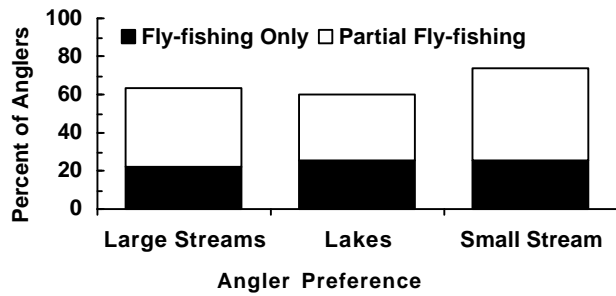 100
80
60
40
20
0
Percent of Anglers
Fly-fishing Only Partial Fly-fishing
Large Streams Lakes Small Stream
Angler Preference